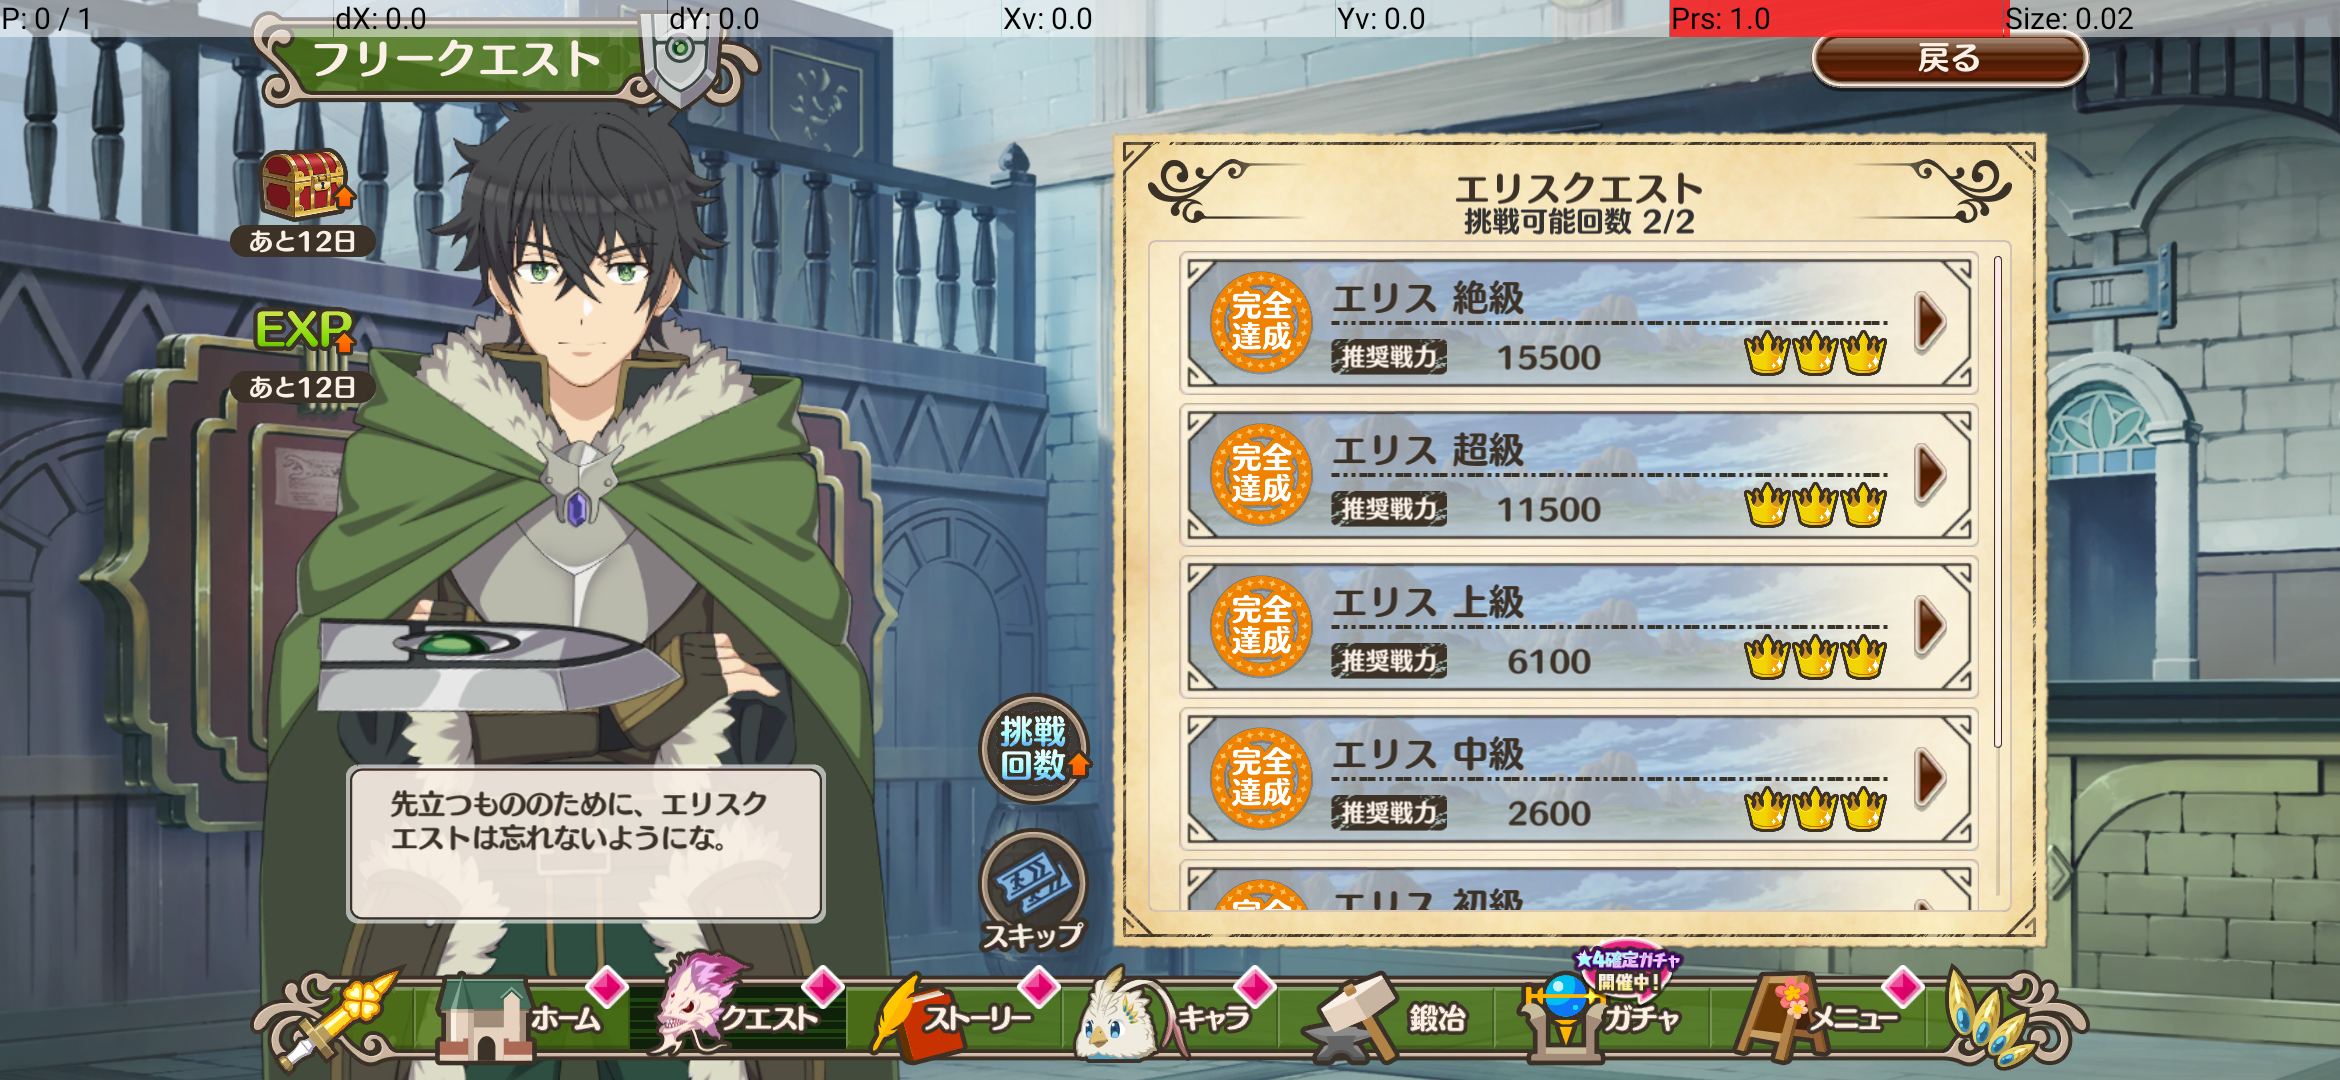 P: 0 / 1
dX: 0.0
dY: 0.0
Xv: 0.0
Yv: 0.0
Prs: 1.0
Size: 0.02
フリークエスト
戻る
あと12日
EXP
あと12日
エリスクエスト
挑戦可能回数 2/2
完全達成
エリス 絶級
推奨戦力 15500
完全達成
エリス 超級
推奨戦力 11500
完全達成
エリス 上級
推奨戦力 6100
完全達成
エリス 中級
推奨戦力 2600
完全
エリス 初級
挑戦
回数
スキップ
先立つもののために、エリスク
エストは忘れないようにな。
ホーム
クエスト
ストーリー
キャラ
鍛冶
★4確定ガチャ
開催中!
ガチャ
メニュー